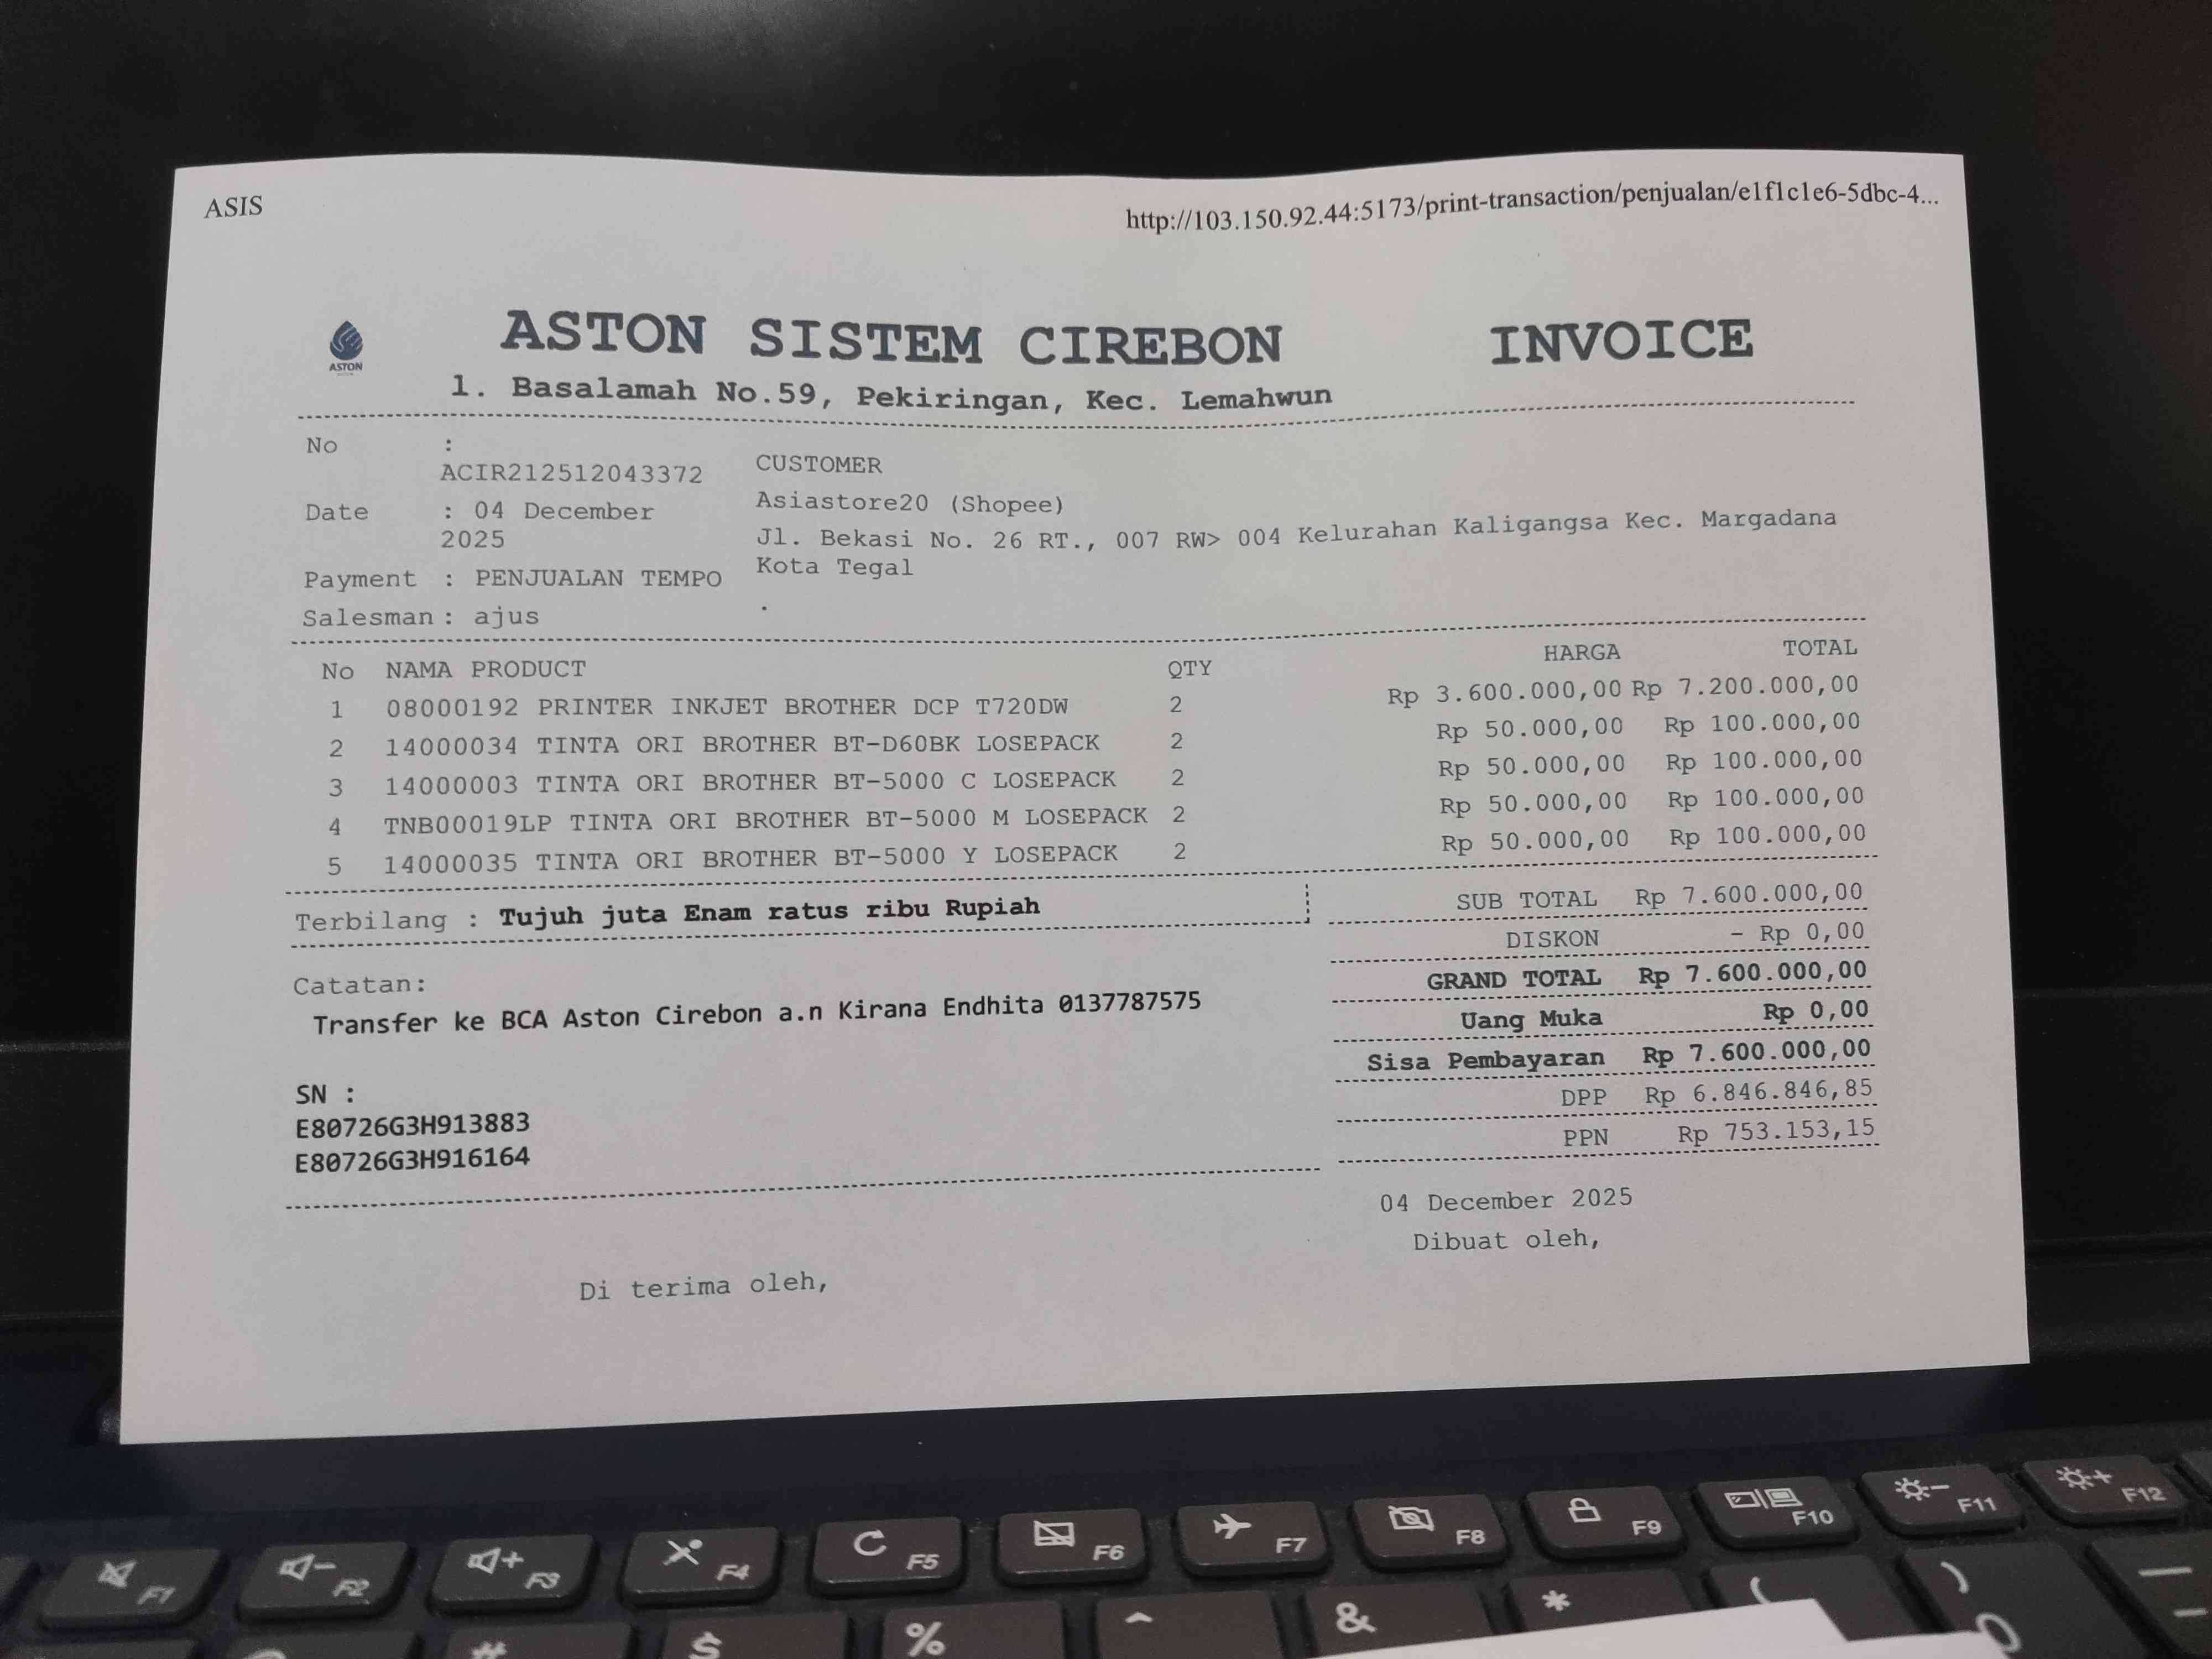 ASIS
http://103.150.92.44:5173/print-transaction/penjualan/e1f1c1e6-5dbc-4...
ASTON
ASTON SISTEM CIREBON
INVOICE
l. Basalamah No.59, Pekiringan, Kec. Lemahwun
No : ACIR212512043372
Date : 04 December 2025
Payment : PENJUALAN TEMPO
Salesman : ajus
CUSTOMER
Asiastore20 (Shopee)
Jl. Bekasi No. 26 RT., 007 RW> 004 Kelurahan Kaligangsa Kec. Margadana
Kota Tegal
.
No NAMA PRODUCT QTY HARGA TOTAL
1 08000192 PRINTER INKJET BROTHER DCP T720DW 2 Rp 3.600.000,00 Rp 7.200.000,00
2 14000034 TINTA ORI BROTHER BT-D60BK LOSEPACK 2 Rp 50.000,00 Rp 100.000,00
3 14000003 TINTA ORI BROTHER BT-5000 C LOSEPACK 2 Rp 50.000,00 Rp 100.000,00
4 TNB00019LP TINTA ORI BROTHER BT-5000 M LOSEPACK 2 Rp 50.000,00 Rp 100.000,00
5 14000035 TINTA ORI BROTHER BT-5000 Y LOSEPACK 2 Rp 50.000,00 Rp 100.000,00
Terbilang : Tujuh juta Enam ratus ribu Rupiah
SUB TOTAL Rp 7.600.000,00
DISKON - Rp 0,00
GRAND TOTAL Rp 7.600.000,00
Uang Muka Rp 0,00
Sisa Pembayaran Rp 7.600.000,00
DPP Rp 6.846.846,85
PPN Rp 753.153,15
Catatan:
Transfer ke BCA Aston Cirebon a.n Kirana Endhita 0137787575
SN :
E80726G3H913883
E80726G3H916164
04 December 2025
Dibuat oleh,
Di terima oleh,
F1 F2 F3 F4 F5 F6 F7 F8 F9 F10 F11 F12
# $ % ^ & * ( )